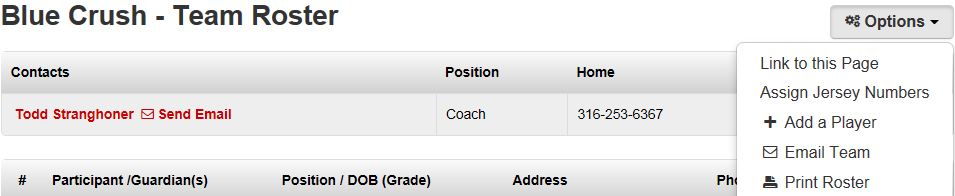 Blue Crush - Team Roster
Options
Link to this Page
Assign Jersey Numbers
Add a Player
Email Team
Print Roster
Contacts Position Home
Todd Stranghoner Send Email Coach 316-253-6367
# Participant /Guardian(s) Position / DOB (Grade) Address Pho